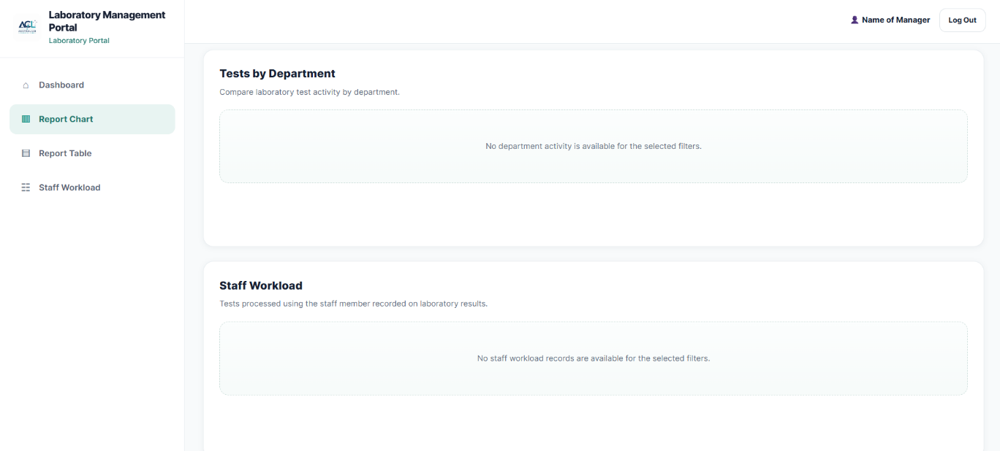 ACL
AUSTRALIAN
Laboratory Management
Portal
Laboratory Portal
Name of Manager
Log Out
Dashboard
Report Chart
Report Table
Staff Workload
Tests by Department
Compare laboratory test activity by department.
No department activity is available for the selected filters.
Staff Workload
Tests processed using the staff member recorded on laboratory results.
No staff workload records are available for the selected filters.